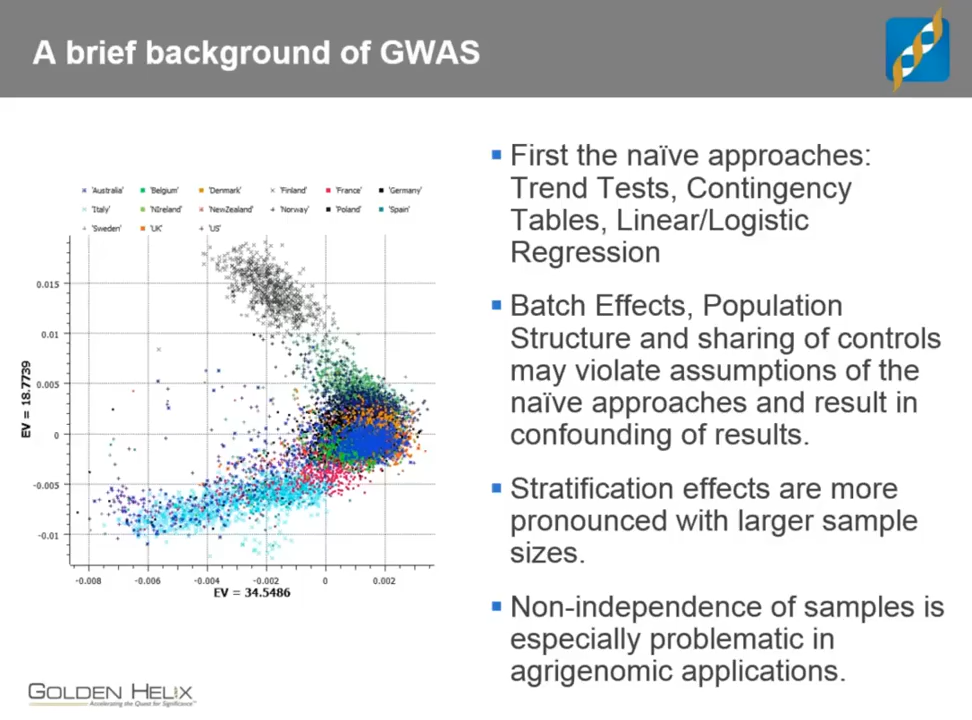 A brief background of GWAS
'Australia' 'Belgium' 'Denmark' 'Finland' 'France' 'Germany'
'Italy' 'NIreland' 'NewZealand' 'Norway' 'Poland' 'Spain'
'Sweden' 'UK' 'US'
0.015
0.01
0.005
0
-0.005
-0.01
EV = 18.7739
-0.008 -0.006 -0.004 -0.002 0 0.002
EV = 34.5486
▪ First the naïve approaches:
Trend Tests, Contingency
Tables, Linear/Logistic
Regression
▪ Batch Effects, Population
Structure and sharing of controls
may violate assumptions of the
naïve approaches and result in
confounding of results.
▪ Stratification effects are more
pronounced with larger sample
sizes.
▪ Non-independence of samples is
especially problematic in
agrigenomic applications.
GOLDEN HELIX
Accelerating the Quest for Significance™